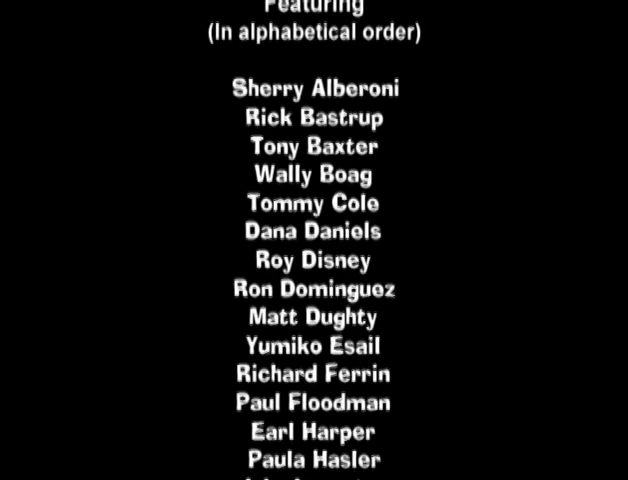 Featuring
(In alphabetical order)
Sherry Alberoni
Rick Bastrup
Tony Baxter
Wally Boag
Tommy Cole
Dana Daniels
Roy Disney
Ron Dominguez
Matt Dughty
Yumiko Esail
Richard Ferrin
Paul Floodman
Earl Harper
Paula Hasler